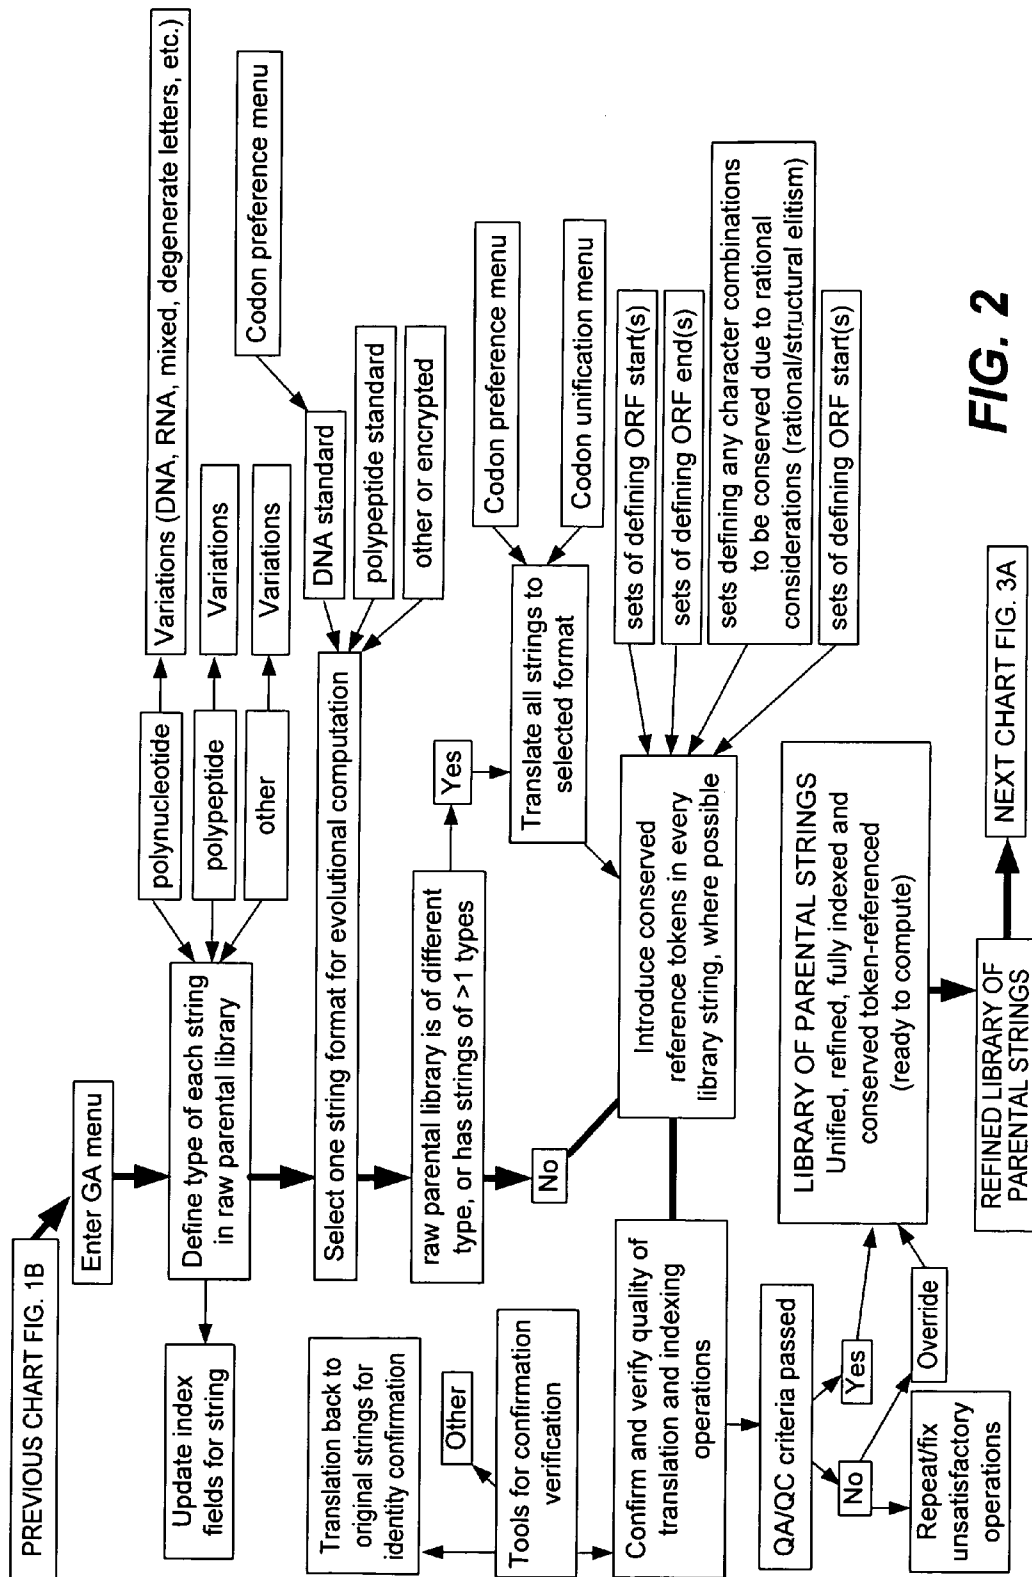 PREVIOUS CHART FIG. 1B
Enter GA menu
Define type of each string
in raw parental library
Update index
fields for string
polynucleotide
polypeptide
other
Variations (DNA, RNA, mixed, degenerate letters, etc.)
Variations
Variations
Select one string format for evolutional computation
DNA standard
polypeptide standard
other or encrypted
Codon preference menu
raw parental library is of different
type, or has strings of >1 types
Yes
No
Translate all strings to
selected format
Codon preference menu
Codon unification menu
Introduce conserved
reference tokens in every
library string, where possible
sets of defining ORF start(s)
sets of defining ORF end(s)
sets defining any character combinations
to be conserved due to rational
considerations (rational/structural elitism)
sets of defining ORF start(s)
Translation back to
original strings for
identity confirmation
Other
Tools for confirmation
verification
Confirm and verify quality of
translation and indexing
operations
QA/QC criteria passed
Yes
No
Override
Repeat/fix
unsatisfactory
operations
LIBRARY OF PARENTAL STRINGS
Unified, refined, fully indexed and
conserved token-referenced
(ready to compute)
REFINED LIBRARY OF
PARENTAL STRINGS
NEXT CHART FIG. 3A
FIG. 2